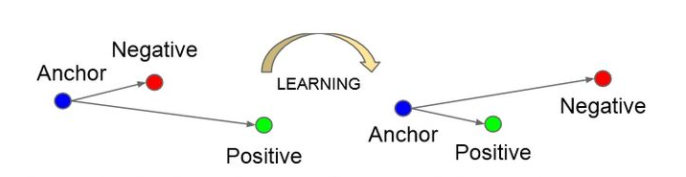 Negative
Anchor
Positive
LEARNING
Negative
Anchor
Positive